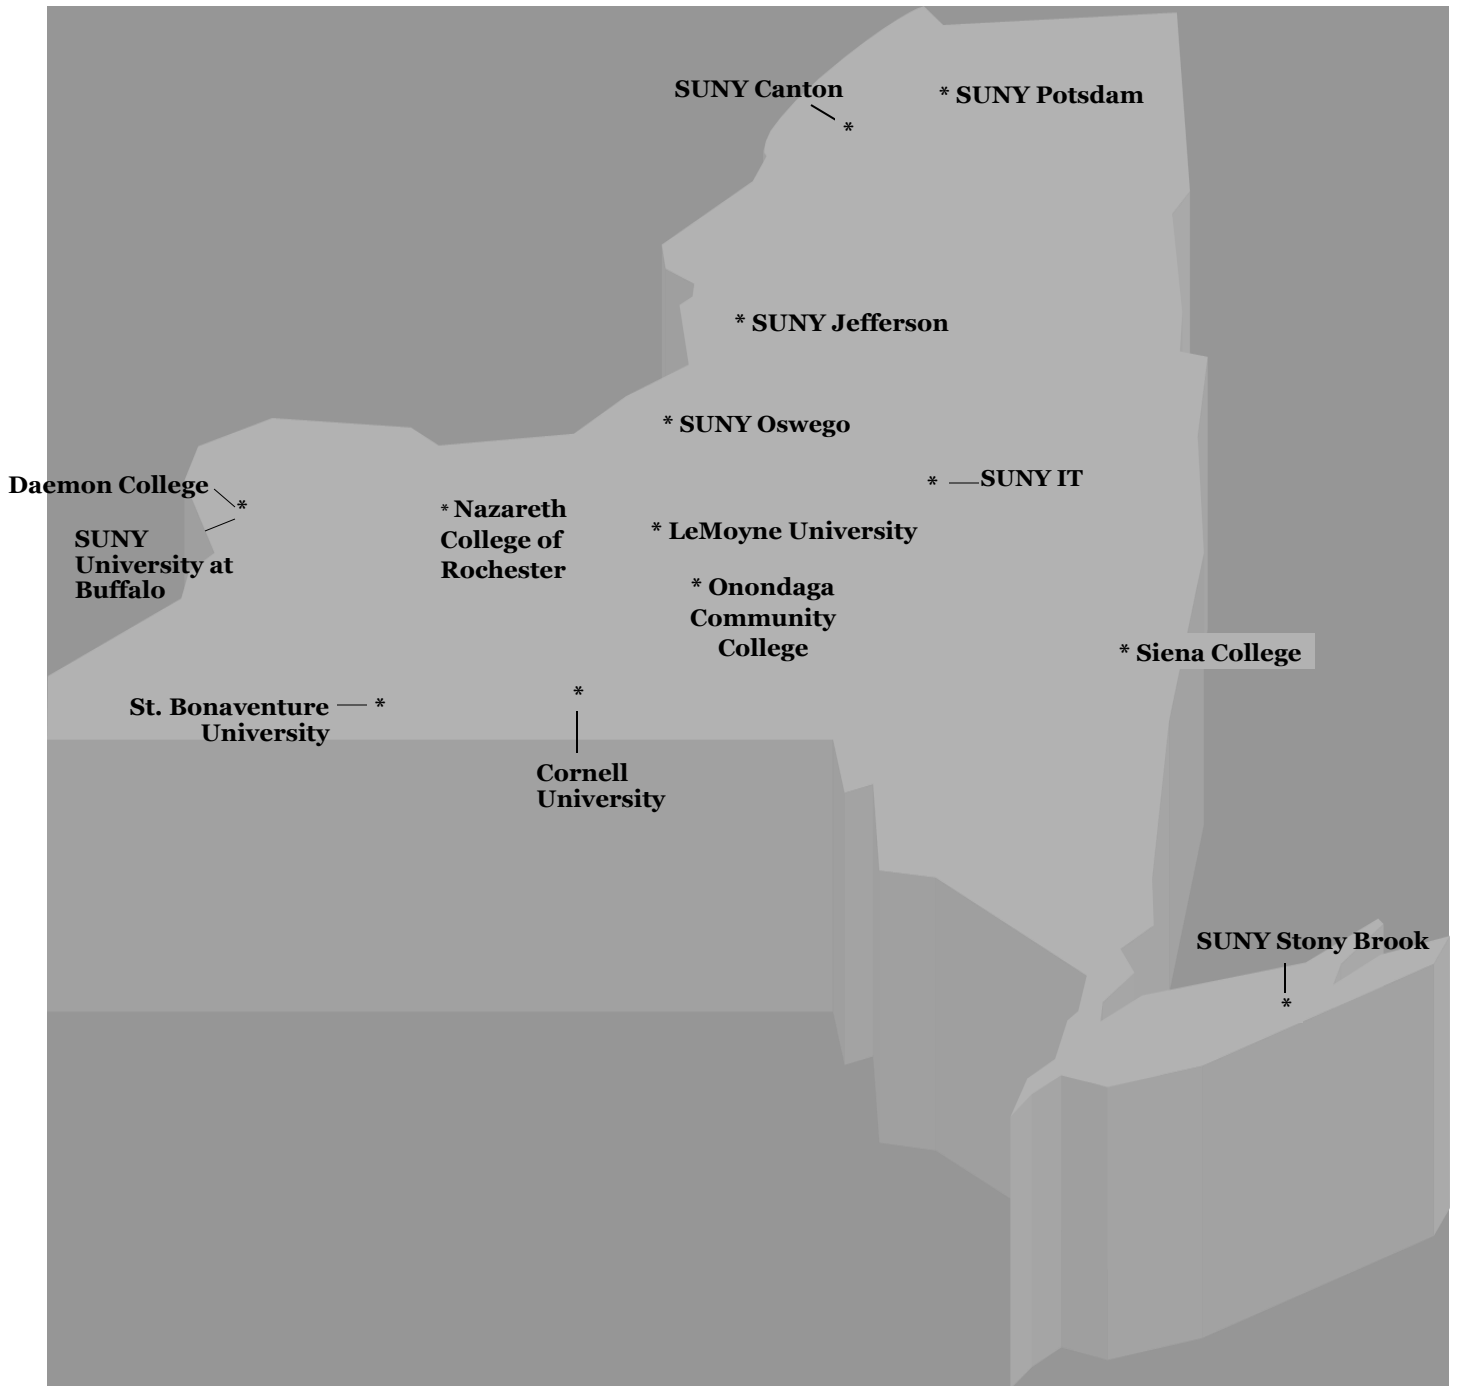 SUNY Canton
* SUNY Potsdam
*
* SUNY Jefferson
* SUNY Oswego
* SUNY IT
Daemon College
*
SUNY
University at
Buffalo
* Nazareth
College of
Rochester
* LeMoyne University
* Onondaga
Community
College
* Siena College
St. Bonaventure *
University
*
Cornell
University
SUNY Stony Brook
*